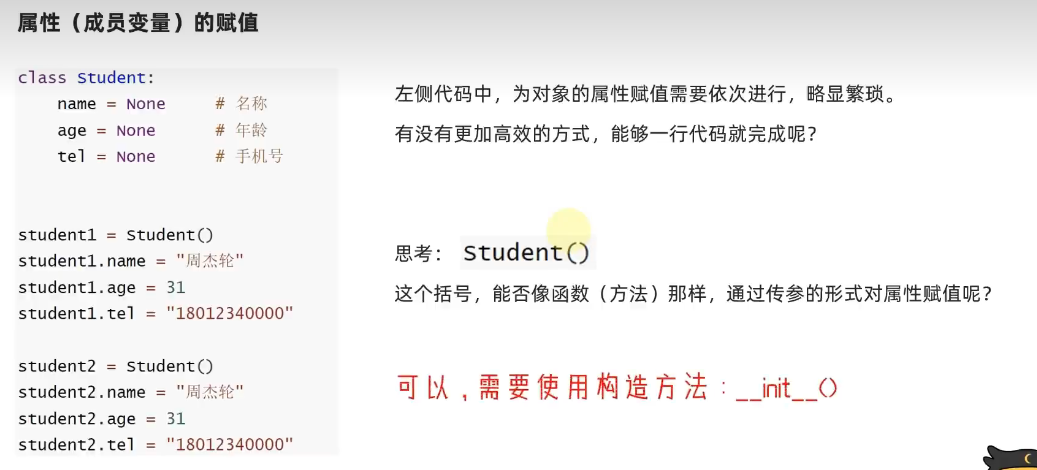 属性（成员变量）的赋值
class Student:
    name = None     # 名称
    age = None      # 年龄
    tel = None      # 手机号
student1 = Student()
student1.name = "周杰轮"
student1.age = 31
student1.tel = "18012340000"
student2 = Student()
student2.name = "周杰轮"
student2.age = 31
student2.tel = "18012340000"
左侧代码中，为对象的属性赋值需要依次进行，略显繁琐。
有没有更加高效的方式，能够一行代码就完成呢？
思考： Student()
这个括号，能否像函数（方法）那样，通过传参的形式对属性赋值呢？
可以，需要使用构造方法：__init__()